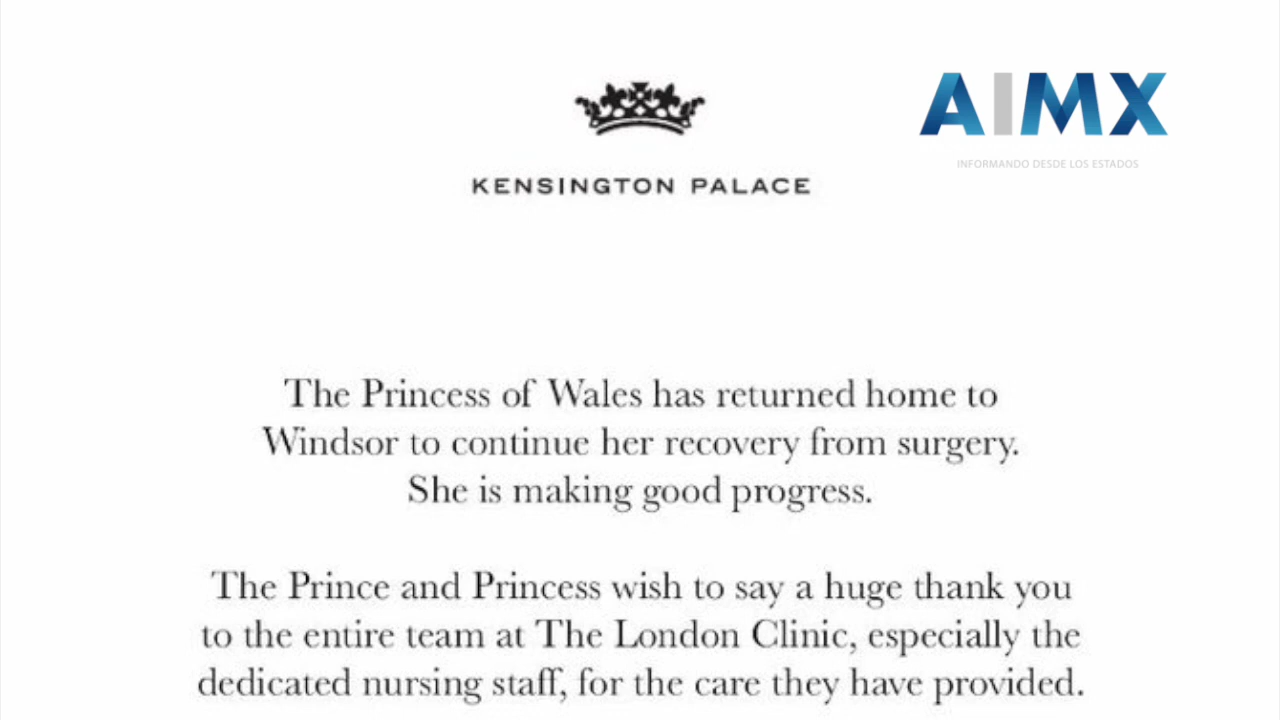 AIMX
INFORMANDO DESDE LOS ESTADOS
KENSINGTON PALACE
The Princess of Wales has returned home to
Windsor to continue her recovery from surgery.
She is making good progress.
The Prince and Princess wish to say a huge thank you
to the entire team at The London Clinic, especially the
dedicated nursing staff, for the care they have provided.